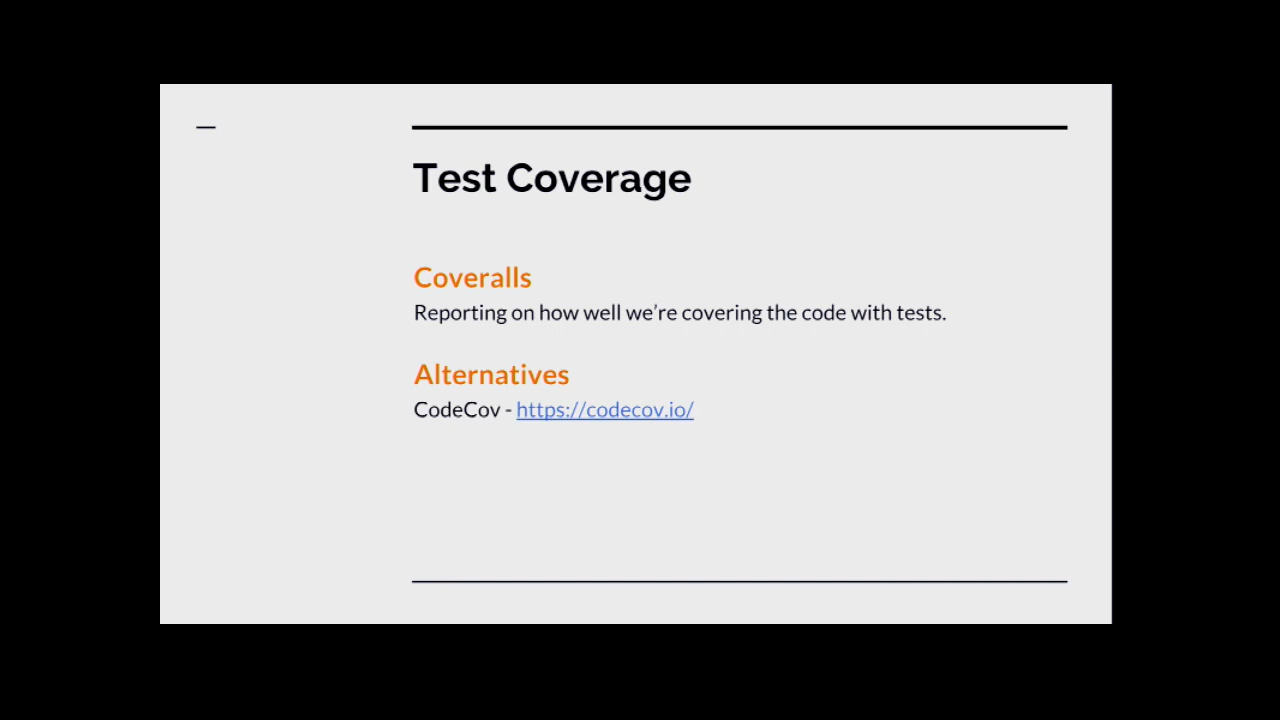 Test Coverage
Coveralls
Reporting on how well we’re covering the code with tests.
Alternatives
CodeCov - https://codecov.io/